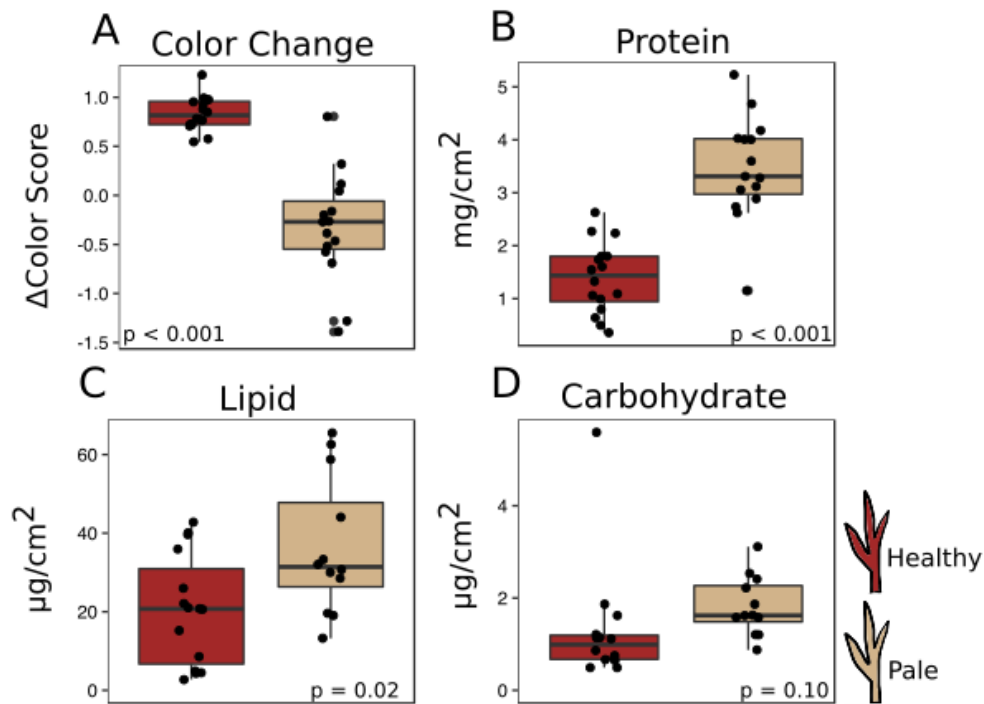 A
Color Change
ΔColor Score
1.0
0.5
0.0
-0.5
-1.0
-1.5
p < 0.001
B
Protein
mg/cm²
5
4
3
2
1
p < 0.001
C
Lipid
µg/cm²
60
40
20
0
p = 0.02
D
Carbohydrate
µg/cm²
4
2
0
p = 0.10
Healthy
Pale